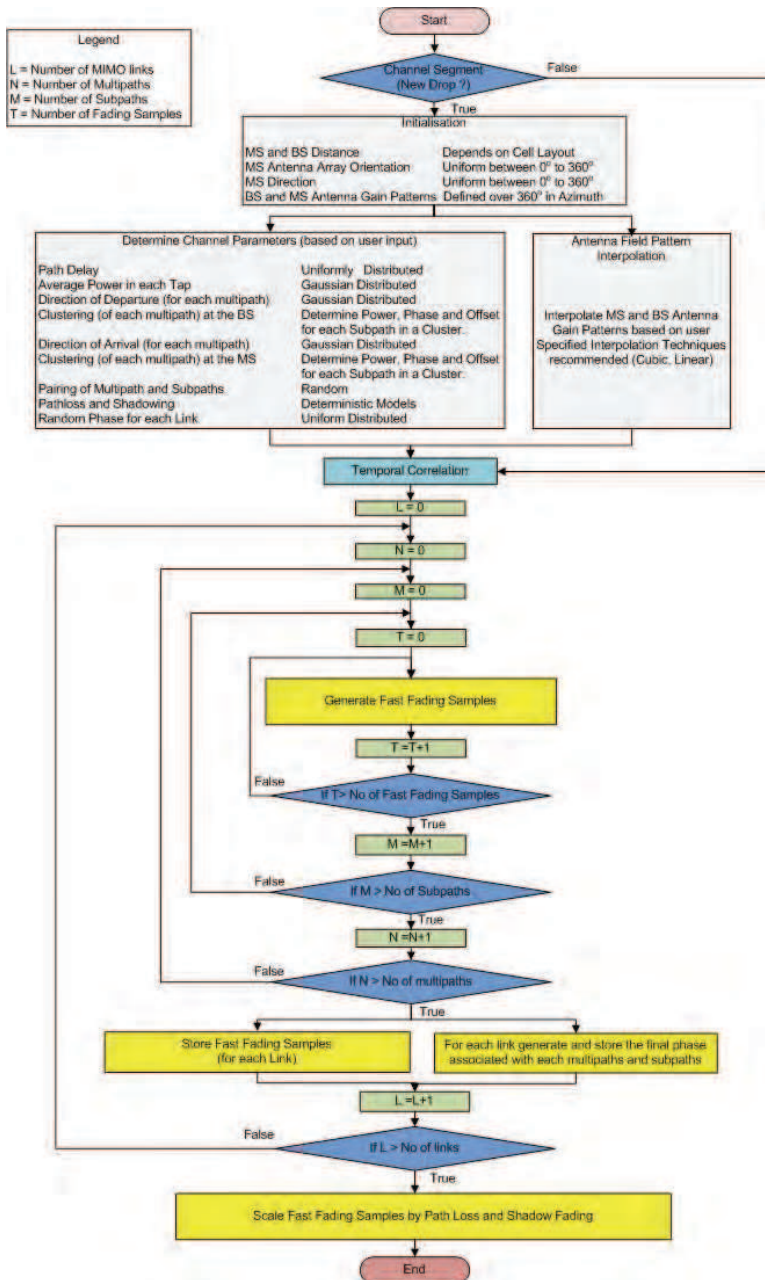 Legend
L = Number of MIMO links
N = Number of Multipaths
M = Number of Subpaths
T = Number of Fading Samples
Start
Channel Segment
(New Drop ?)
False
True
Initialisation
MS and BS Distance Depends on Cell Layout
MS Antenna Array Orientation Uniform between 0° to 360°
MS Direction Uniform between 0° to 360°
BS and MS Antenna Gain Patterns Defined over 360° in Azimuth
Determine Channel Parameters (based on user input)
Path Delay Uniformly Distributed
Average Power in each Tap Gaussian Distributed
Direction of Departure (for each multipath) Gaussian Distributed
Clustering (of each multipath) at the BS Determine Power, Phase and Offset
for each Subpath in a Cluster.
Direction of Arrival (for each multipath) Gaussian Distributed
Clustering (of each multipath) at the MS Determine Power, Phase and Offset
for each Subpath in a Cluster.
Pairing of Multipath and Subpaths Random
Pathloss and Shadowing Deterministic Models
Random Phase for each Link Uniform Distributed
Antenna Field Pattern
Interpolation
Interpolate MS and BS Antenna
Gain Patterns based on user
Specified Interpolation Techniques
recommended (Cubic, Linear)
Temporal Correlation
L = 0
N = 0
M = 0
T = 0
Generate Fast Fading Samples
T =T+1
False
If T> No of Fast Fading Samples
True
M =M+1
False
If M > No of Subpaths
True
N =N+1
False
If N > No of multipaths
True
Store Fast Fading Samples
(for each Link)
For each link generate and store the final phase
associated with each multipaths and subpaths
L =L+1
False
If L > No of links
True
Scale Fast Fading Samples by Path Loss and Shadow Fading
End